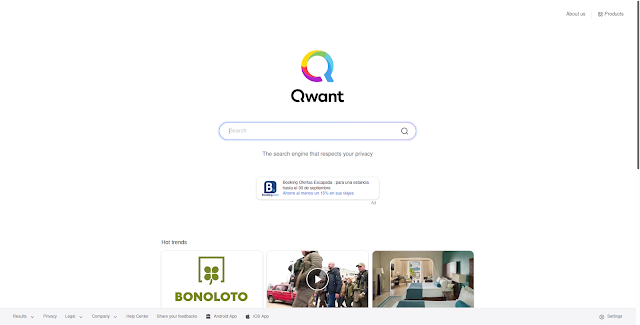 About us
Products
Qwant
Search
The search engine that respects your privacy
Booking Ofertas Escapada : para una estancia
hasta el 30 de septiembre
Ahorre al menos un 15% en sus viajes
Booking.com
Ad
Hot trends
BONOLOTO
Results
Privacy
Legal
Company
Help Center
Share your feedbacks
Android App
iOS App
Settings